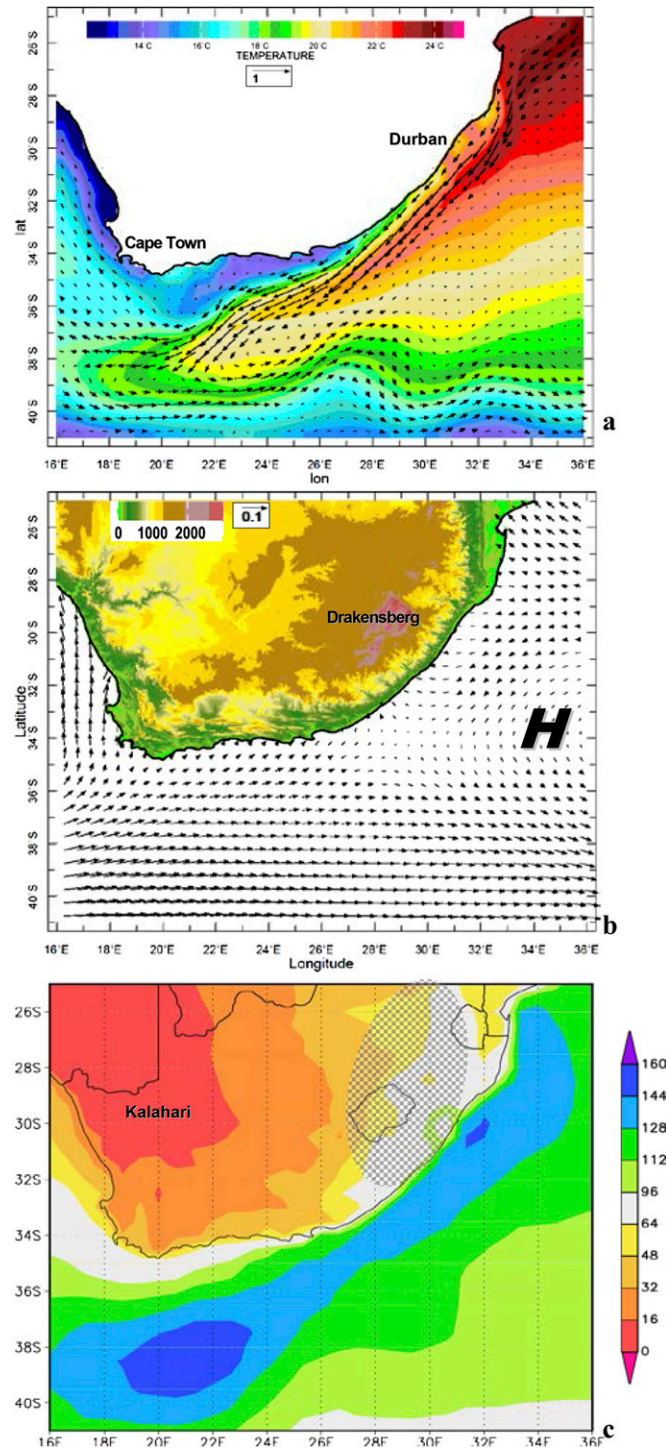 14°C 16°C 18°C 20°C 22°C 24°C
TEMPERATURE
1
26°S
28°S
30°S
32°S
34°S
36°S
38°S
40°S
lat
Durban
Cape Town
a
16°E 18°E 20°E 22°E 24°E 26°E 28°E 30°E 32°E 34°E 36°E
lon
0 1000 2000
0.1
26°S
28°S
30°S
32°S
34°S
36°S
38°S
40°S
Latitude
Drakensberg
H
b
16°E 18°E 20°E 22°E 24°E 26°E 28°E 30°E 32°E 34°E 36°E
Longitude
26S
28S
30S
32S
34S
36S
38S
40S
Kalahari
160
144
128
112
96
64
48
32
16
0
c
16E 18E 20E 22E 24E 26E 28E 30E 32E 34E 36E